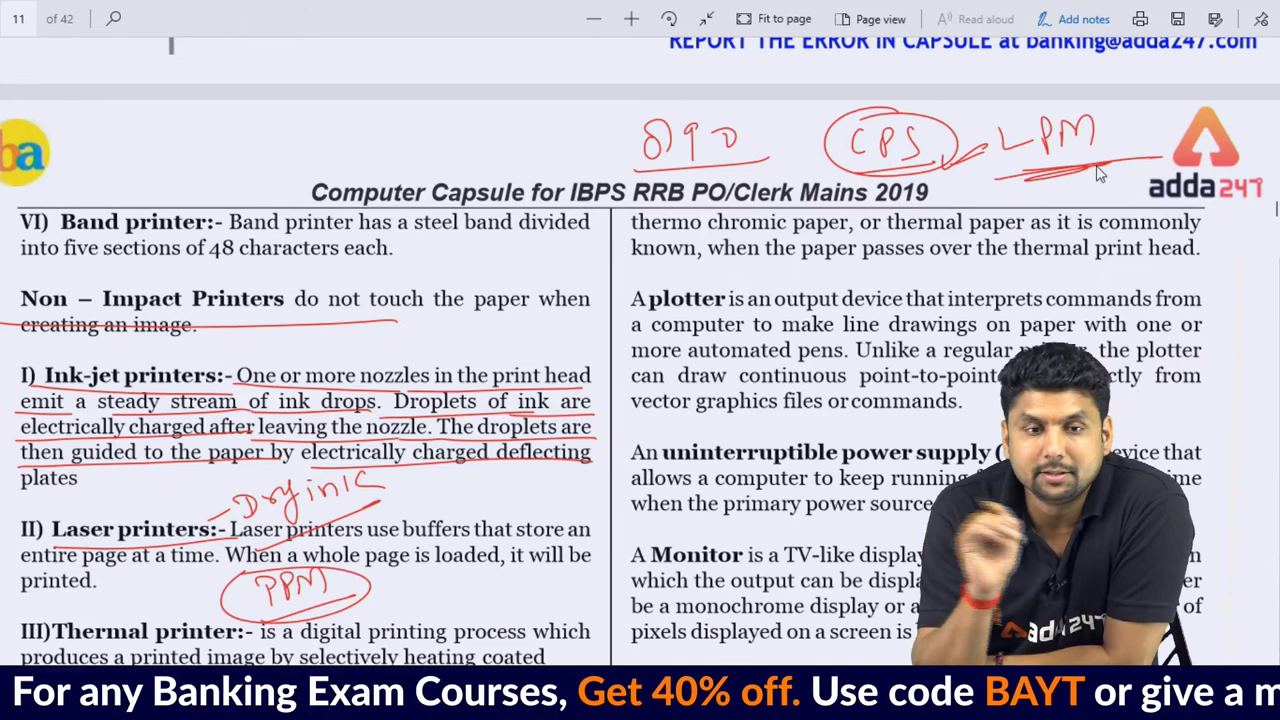 11 of 42 Fit to page Page view Read aloud Add notes
REPORT THE ERROR IN CAPSULE at banking@adda247.com
ba
CPS LPM
adda247
Computer Capsule for IBPS RRB PO/Clerk Mains 2019
VI) Band printer:- Band printer has a steel band divided
into five sections of 48 characters each.
Non – Impact Printers do not touch the paper when
creating an image.
I) Ink-jet printers:- One or more nozzles in the print head
emit a steady stream of ink drops. Droplets of ink are
electrically charged after leaving the nozzle. The droplets are
then guided to the paper by electrically charged deflecting
plates
- Dry ink
II) Laser printers:- Laser printers use buffers that store an
entire page at a time. When a whole page is loaded, it will be
printed.
PPM
III)Thermal printer:- is a digital printing process which
produces a printed image by selectively heating coated
thermo chromic paper, or thermal paper as it is commonly
known, when the paper passes over the thermal print head.
A plotter is an output device that interprets commands from
a computer to make line drawings on paper with one or
more automated pens. Unlike a regular the plotter
can draw continuous point-to-point from
vector graphics files or commands.
An uninterruptible power supply ( device that
allows a computer to keep running
when the primary power source
A Monitor is a TV-like display
which the output can be
be a monochrome display or a of
pixels displayed on a screen is
adda247
For any Banking Exam Courses, Get 40% off. Use code BAYT or give a m